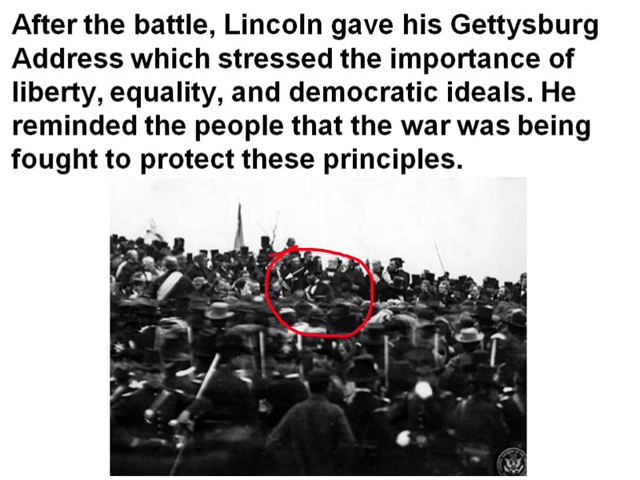 After the battle, Lincoln gave his Gettysburg
Address which stressed the importance of
liberty, equality, and democratic ideals. He
reminded the people that the war was being
fought to protect these principles.